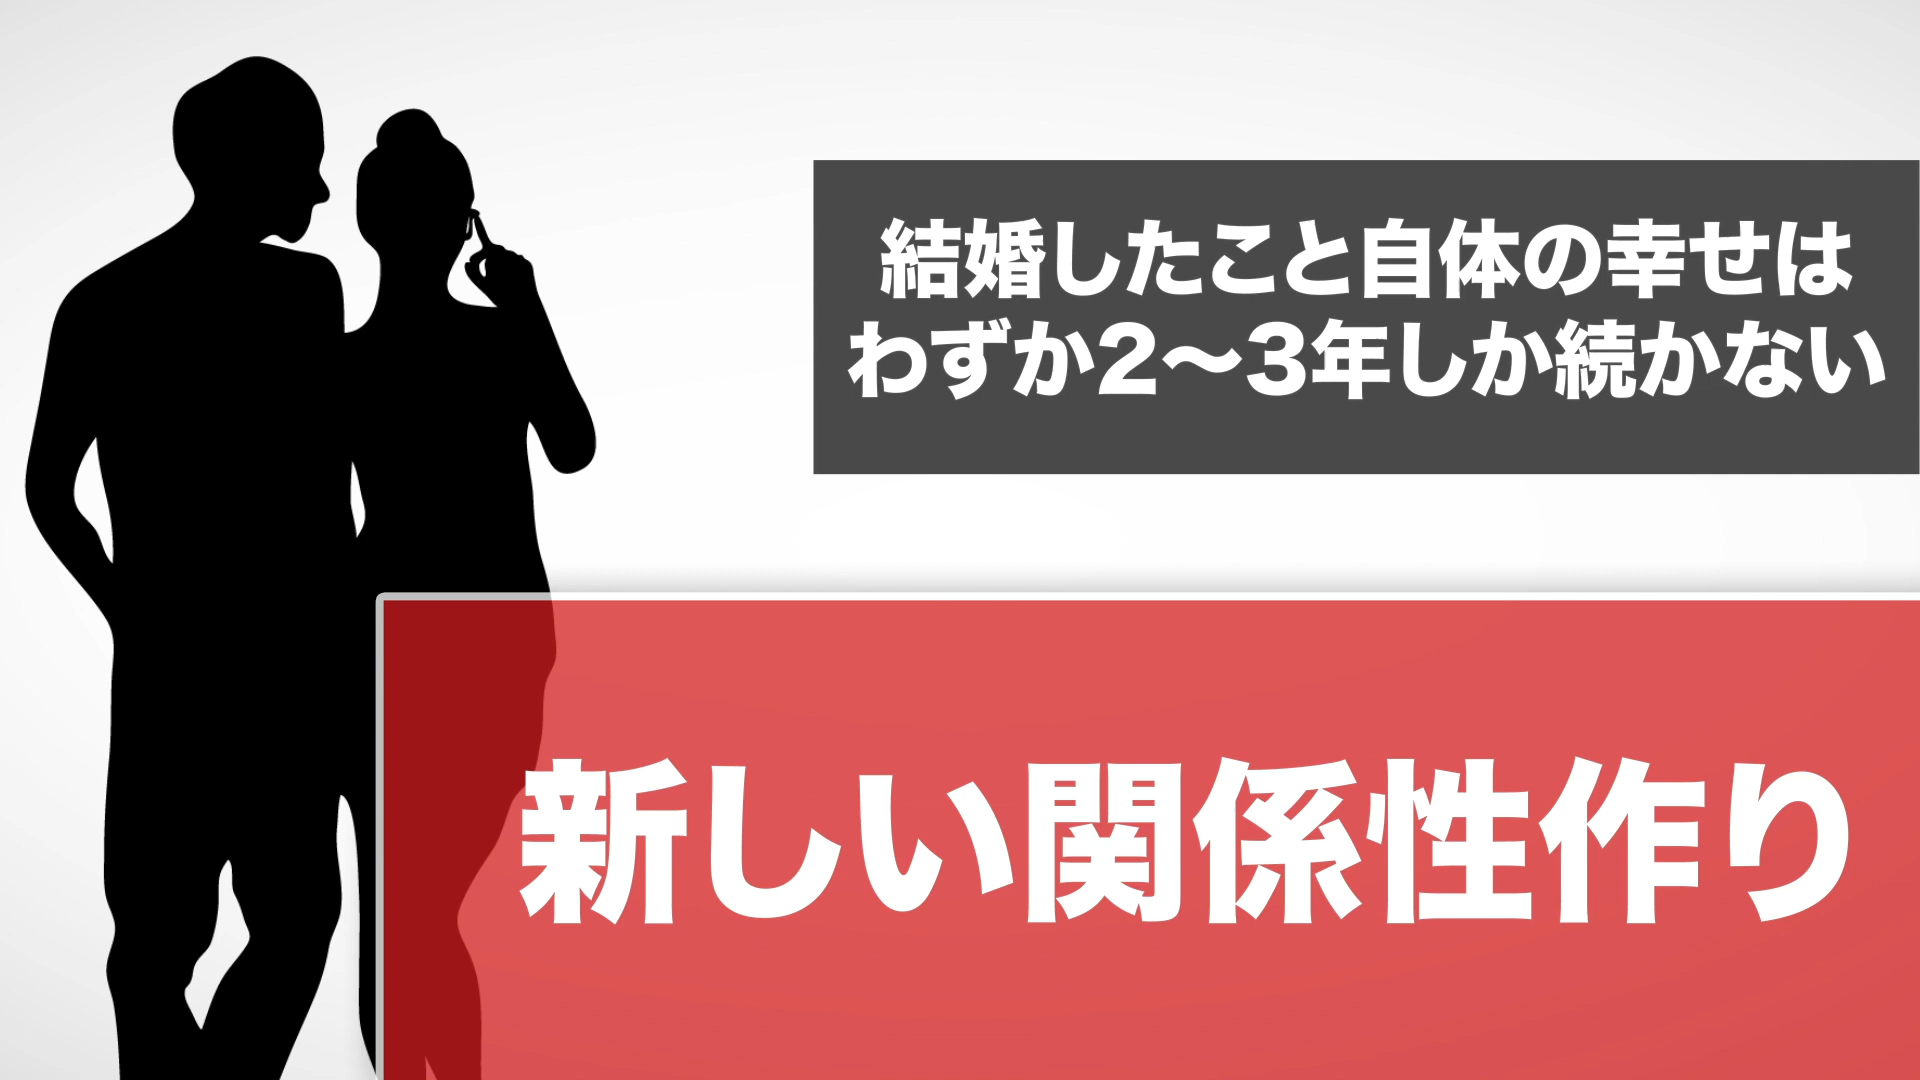 結婚したこと自体の幸せは
わずか2〜3年しか続かない
新しい関係性作り